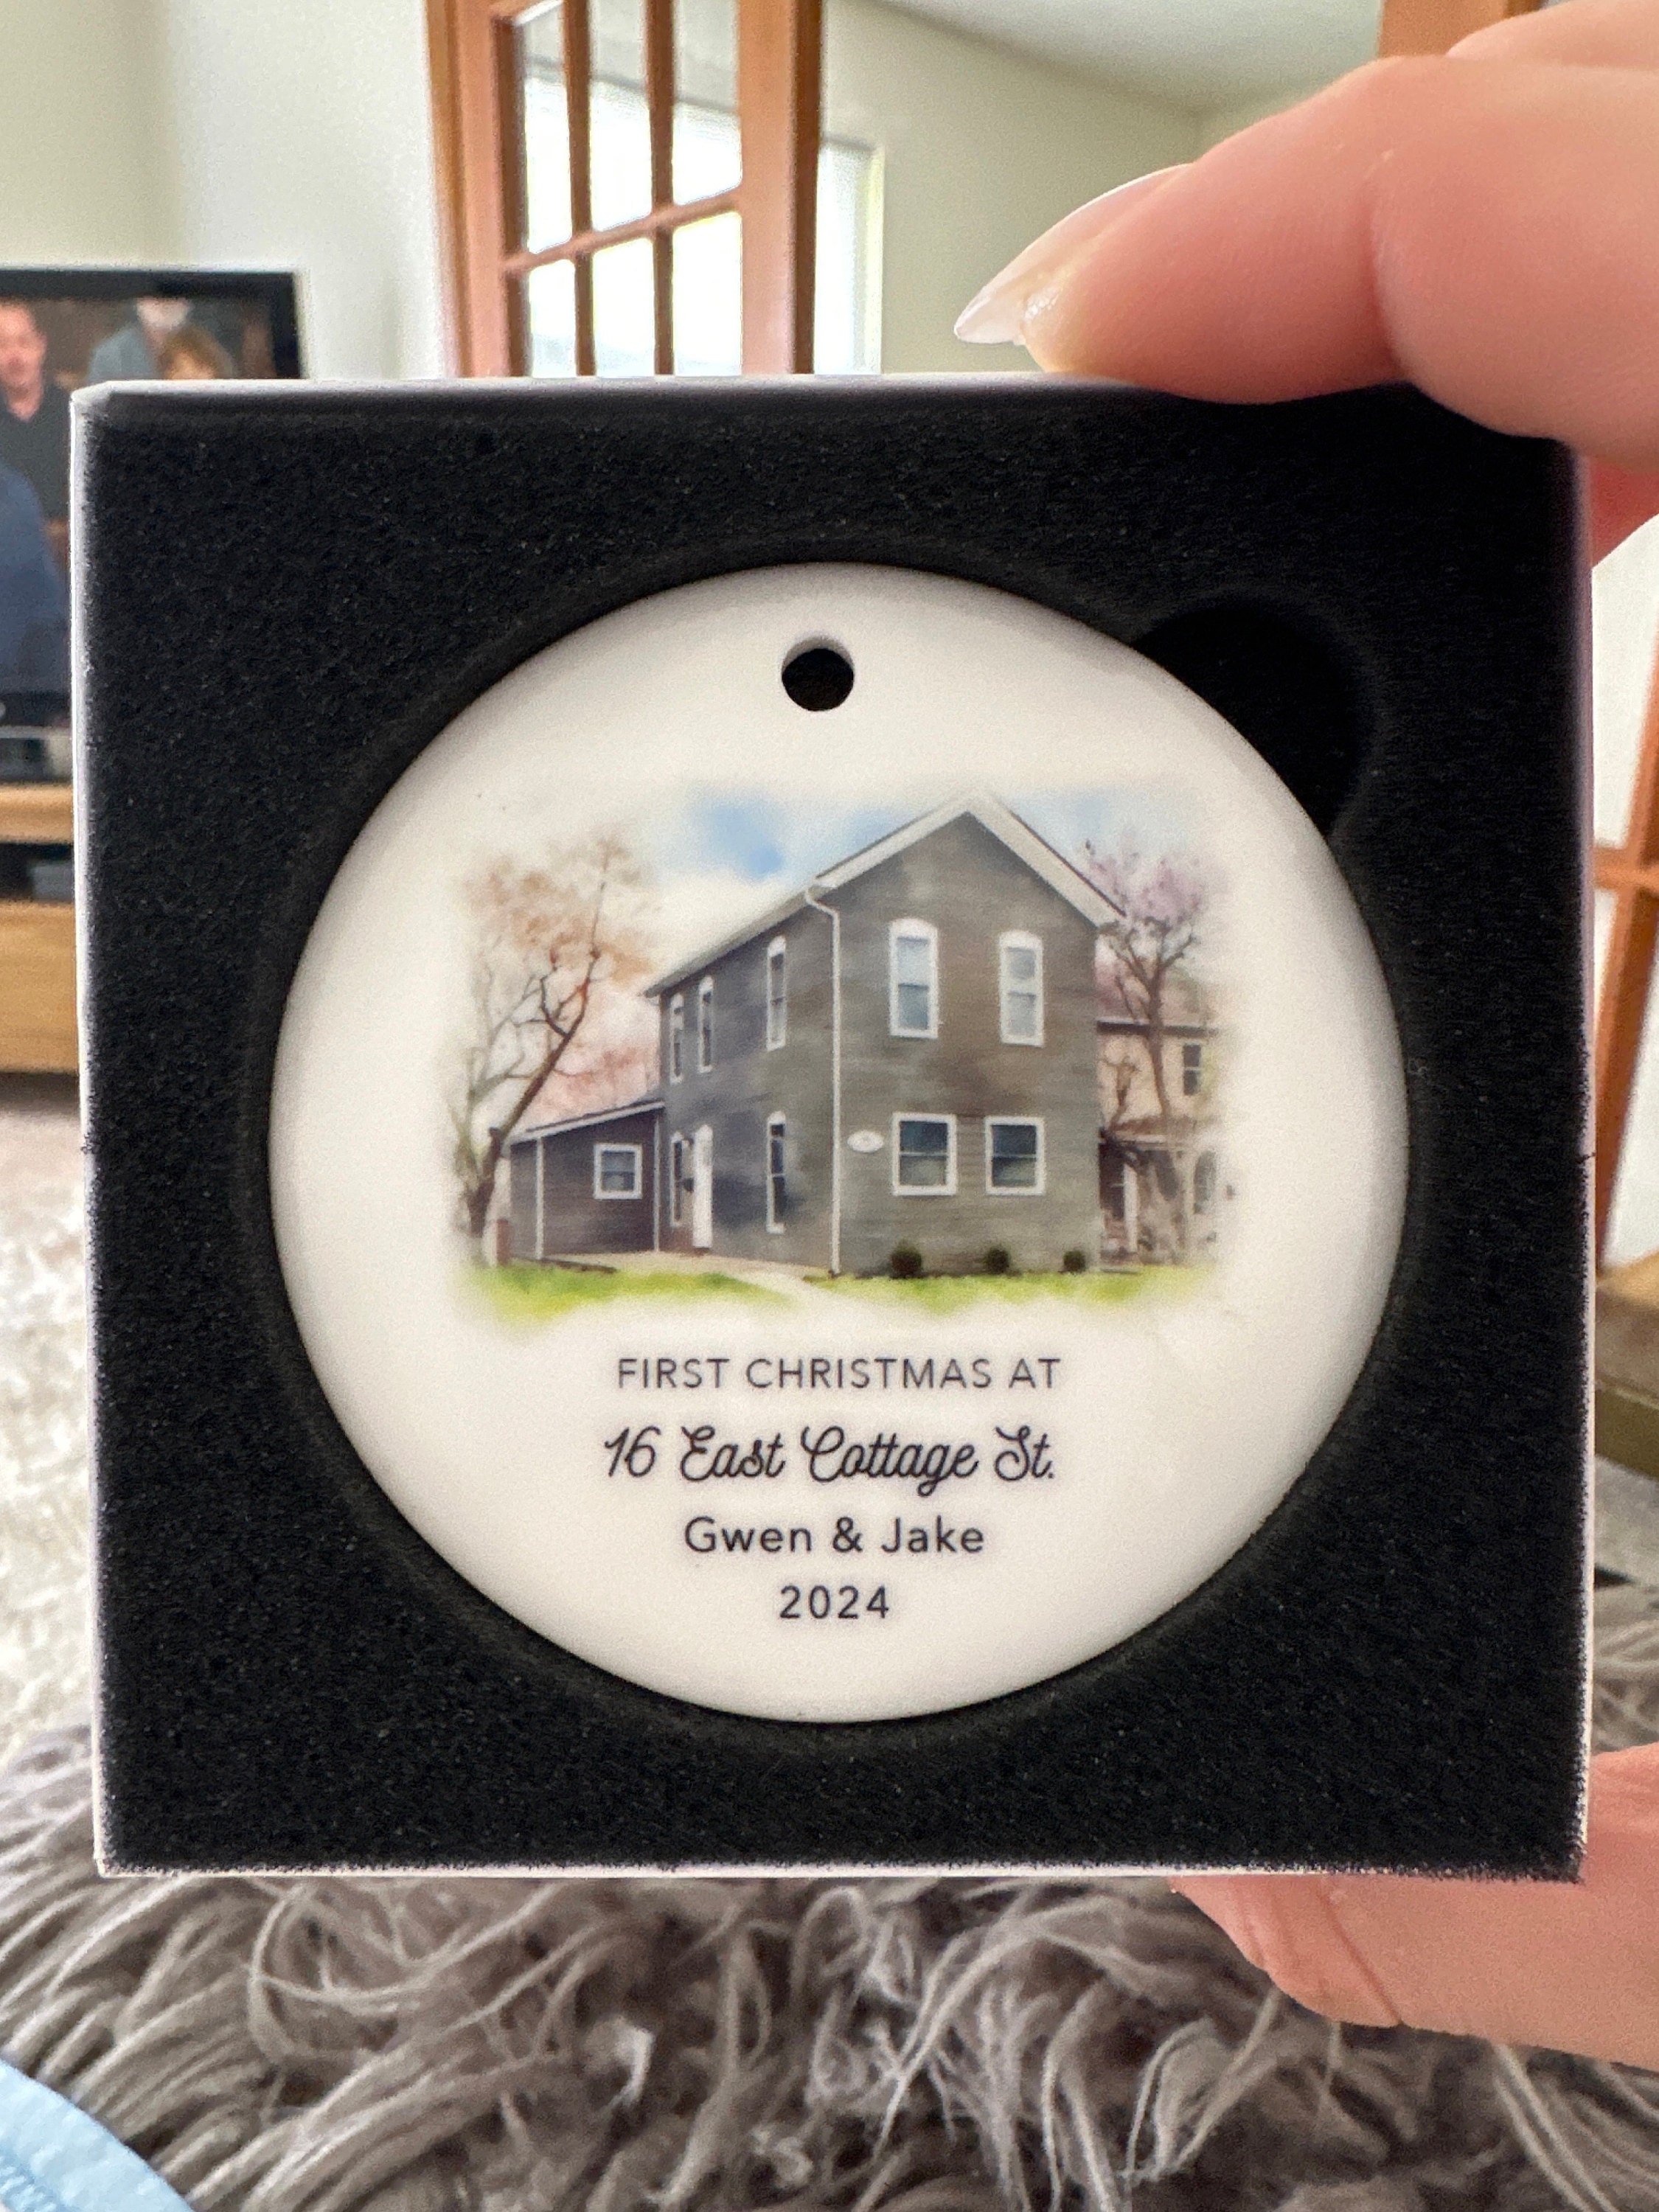 FIRST CHRISTMAS AT
16 East Cottage St.
Gwen & Jake
2024